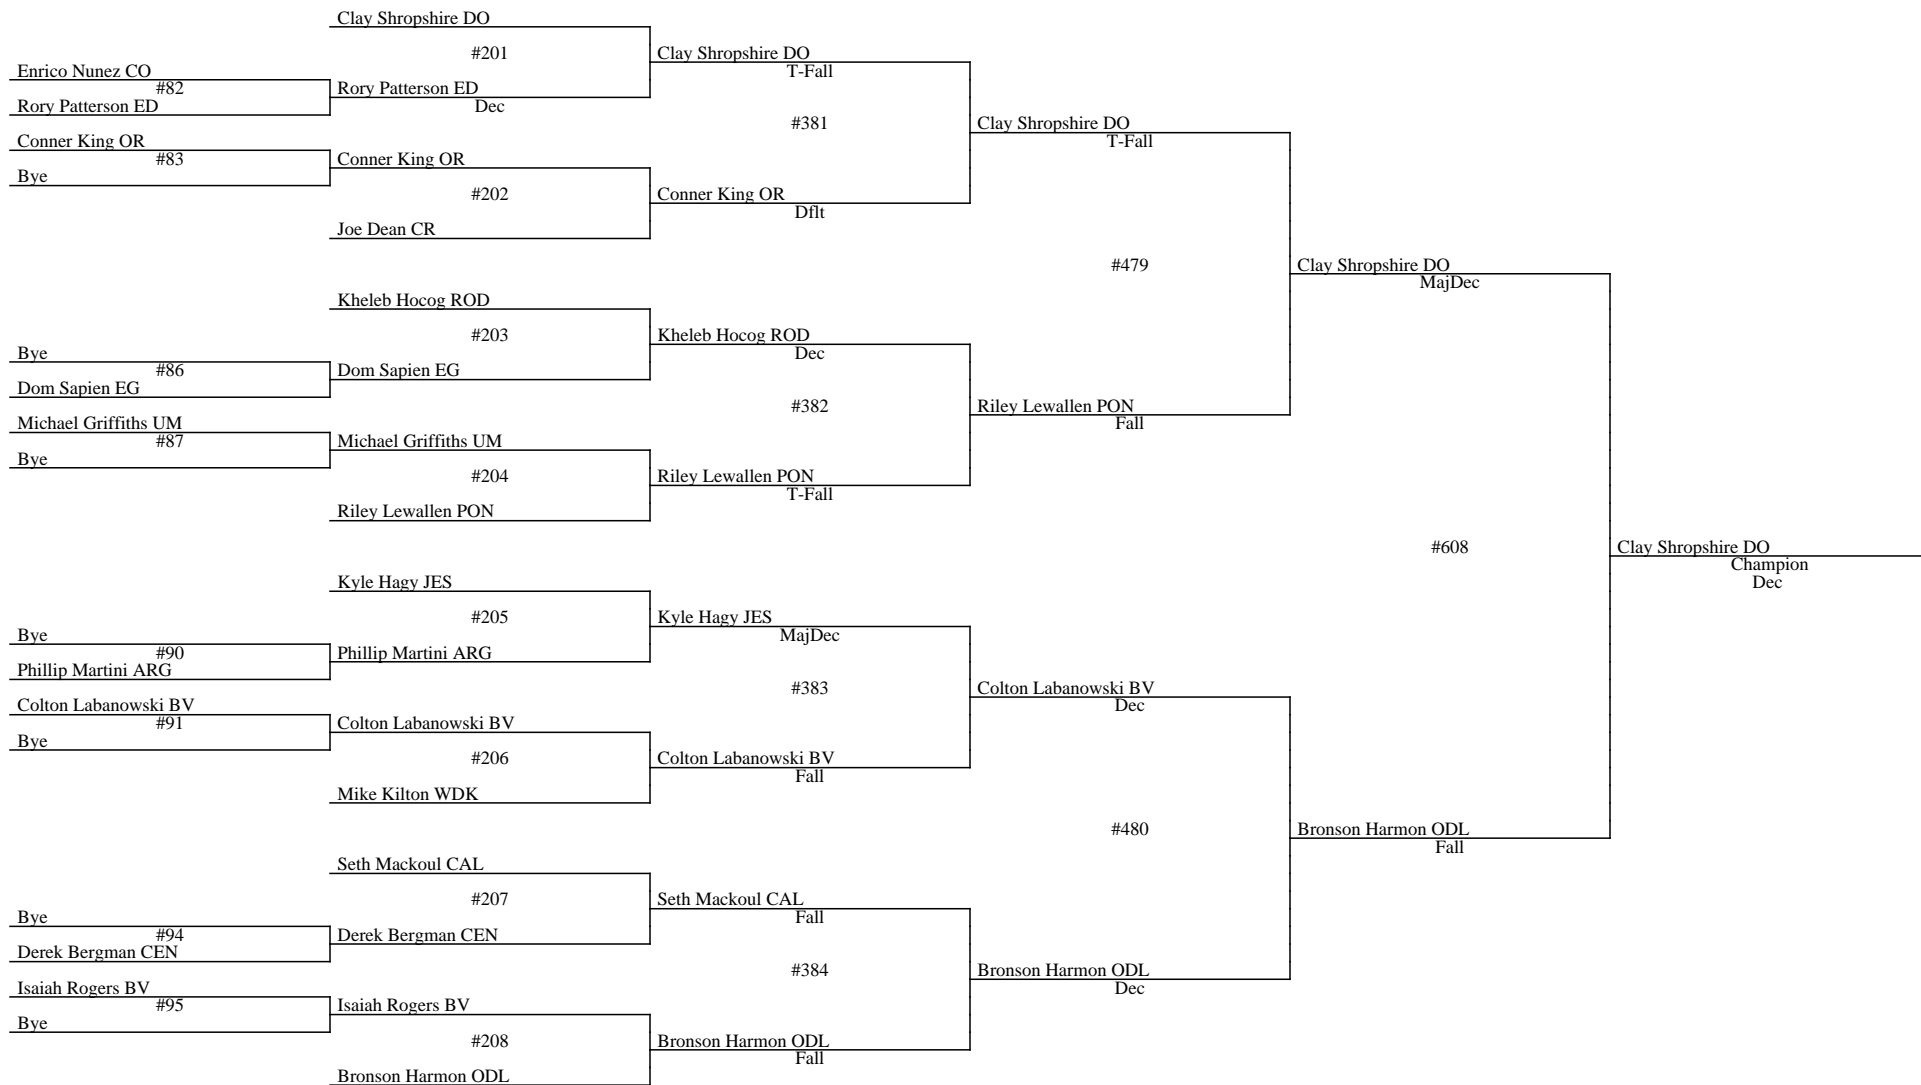 Clay Shropshire DO
#201
Clay Shropshire DO
T-Fall
Enrico Nunez CO
#82
Rory Patterson ED
Rory Patterson ED
Dec
#381
Clay Shropshire DO
T-Fall
Conner King OR
#83
Bye
Conner King OR
#202
Conner King OR
Dflt
Joe Dean CR
#479
Clay Shropshire DO
MajDec
Kheleb Hocog ROD
#203
Kheleb Hocog ROD
Dec
Bye
#86
Dom Sapien EG
Dom Sapien EG
#382
Riley Lewallen PON
Fall
Michael Griffiths UM
#87
Bye
Michael Griffiths UM
#204
Riley Lewallen PON
T-Fall
Riley Lewallen PON
#608
Clay Shropshire DO
Champion
Dec
Kyle Hagy JES
#205
Kyle Hagy JES
MajDec
Bye
#90
Phillip Martini ARG
Phillip Martini ARG
#383
Colton Labanowski BV
Dec
Colton Labanowski BV
#91
Bye
Colton Labanowski BV
#206
Colton Labanowski BV
Fall
Mike Kilton WDK
#480
Bronson Harmon ODL
Fall
Seth Mackoul CAL
#207
Seth Mackoul CAL
Fall
Bye
#94
Derek Bergman CEN
Derek Bergman CEN
#384
Bronson Harmon ODL
Dec
Isaiah Rogers BV
#95
Bye
Isaiah Rogers BV
#208
Bronson Harmon ODL
Fall
Bronson Harmon ODL